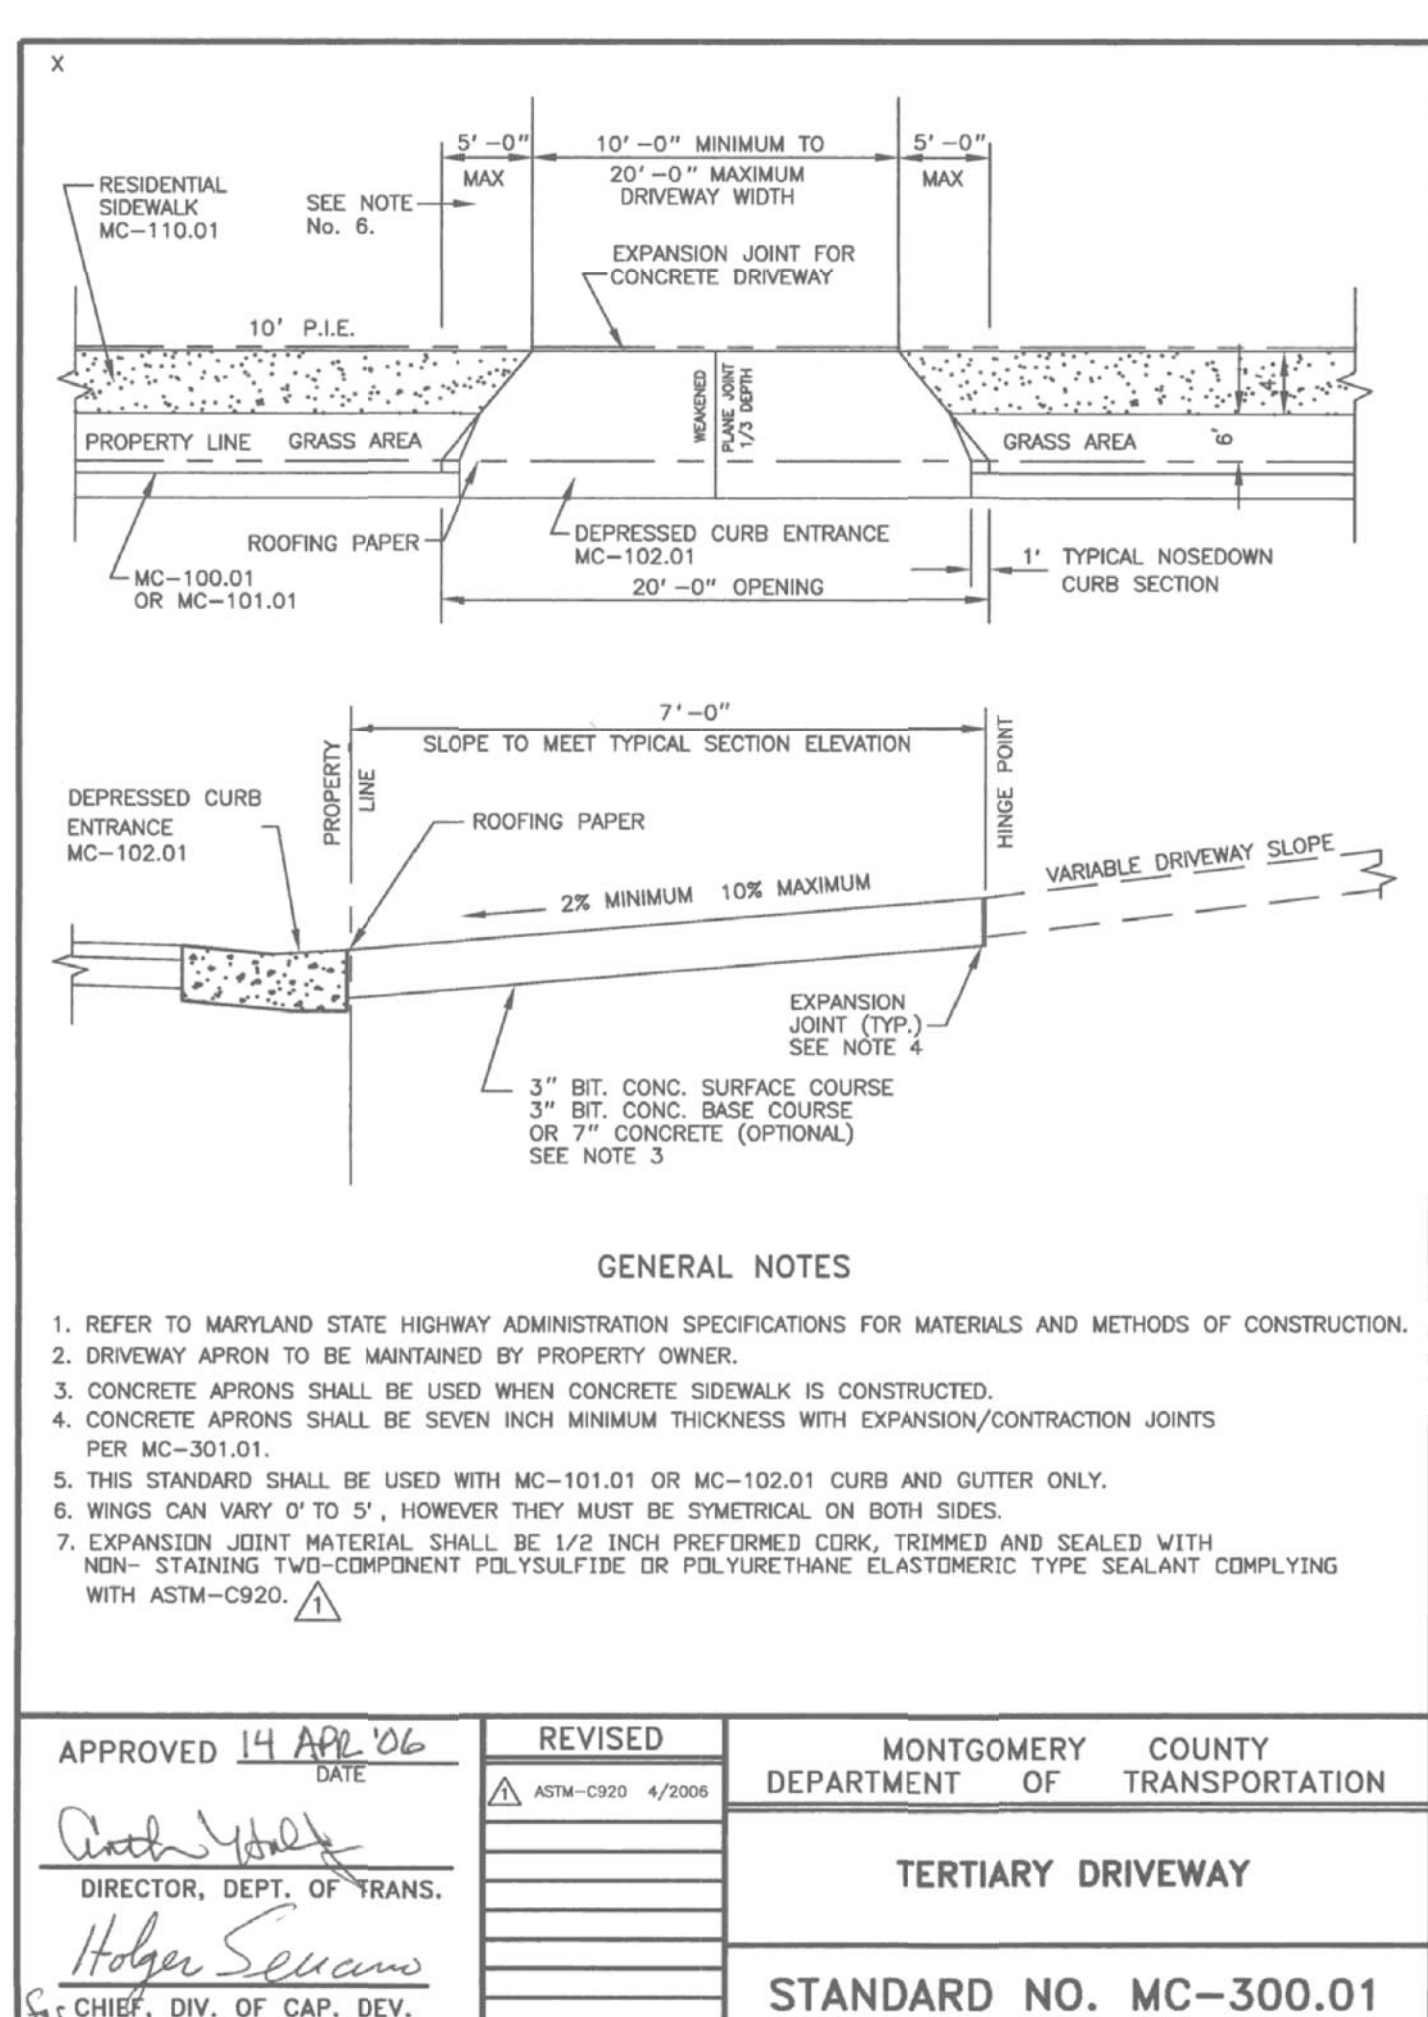 X
5'-0" 10'-0" MINIMUM TO 5'-0"
MAX 20'-0" MAXIMUM MAX
DRIVEWAY WIDTH
RESIDENTIAL
SIDEWALK
MC-110.01
SEE NOTE
No. 6.
EXPANSION JOINT FOR
CONCRETE DRIVEWAY
10' P.I.E.
WEAKENED
PLANE JOINT
1/3 DEPTH
4'
6'
PROPERTY LINE GRASS AREA
GRASS AREA
ROOFING PAPER
DEPRESSED CURB ENTRANCE
MC-102.01
MC-100.01
OR MC-101.01
20'-0" OPENING
1' TYPICAL NOSEDOWN
CURB SECTION
7'-0"
SLOPE TO MEET TYPICAL SECTION ELEVATION
PROPERTY
LINE
HINGE POINT
DEPRESSED CURB
ENTRANCE
MC-102.01
ROOFING PAPER
2% MINIMUM 10% MAXIMUM
VARIABLE DRIVEWAY SLOPE
EXPANSION
JOINT (TYP.)
SEE NOTE 4
3" BIT. CONC. SURFACE COURSE
3" BIT. CONC. BASE COURSE
OR 7" CONCRETE (OPTIONAL)
SEE NOTE 3
GENERAL NOTES
1. REFER TO MARYLAND STATE HIGHWAY ADMINISTRATION SPECIFICATIONS FOR MATERIALS AND METHODS OF CONSTRUCTION.
2. DRIVEWAY APRON TO BE MAINTAINED BY PROPERTY OWNER.
3. CONCRETE APRONS SHALL BE USED WHEN CONCRETE SIDEWALK IS CONSTRUCTED.
4. CONCRETE APRONS SHALL BE SEVEN INCH MINIMUM THICKNESS WITH EXPANSION/CONTRACTION JOINTS
PER MC-301.01.
5. THIS STANDARD SHALL BE USED WITH MC-101.01 OR MC-102.01 CURB AND GUTTER ONLY.
6. WINGS CAN VARY 0' TO 5', HOWEVER THEY MUST BE SYMETRICAL ON BOTH SIDES.
7. EXPANSION JOINT MATERIAL SHALL BE 1/2 INCH PREFORMED CORK, TRIMMED AND SEALED WITH
NON- STAINING TWO-COMPONENT POLYSULFIDE OR POLYURETHANE ELASTOMERIC TYPE SEALANT COMPLYING
WITH ASTM-C920. 1
APPROVED 14 APR '06
DATE
DIRECTOR, DEPT. OF TRANS.
Holger Serrano
for CHIEF, DIV. OF CAP. DEV.
REVISED
1 ASTM-C920 4/2006
MONTGOMERY COUNTY
DEPARTMENT OF TRANSPORTATION
TERTIARY DRIVEWAY
STANDARD NO. MC-300.01